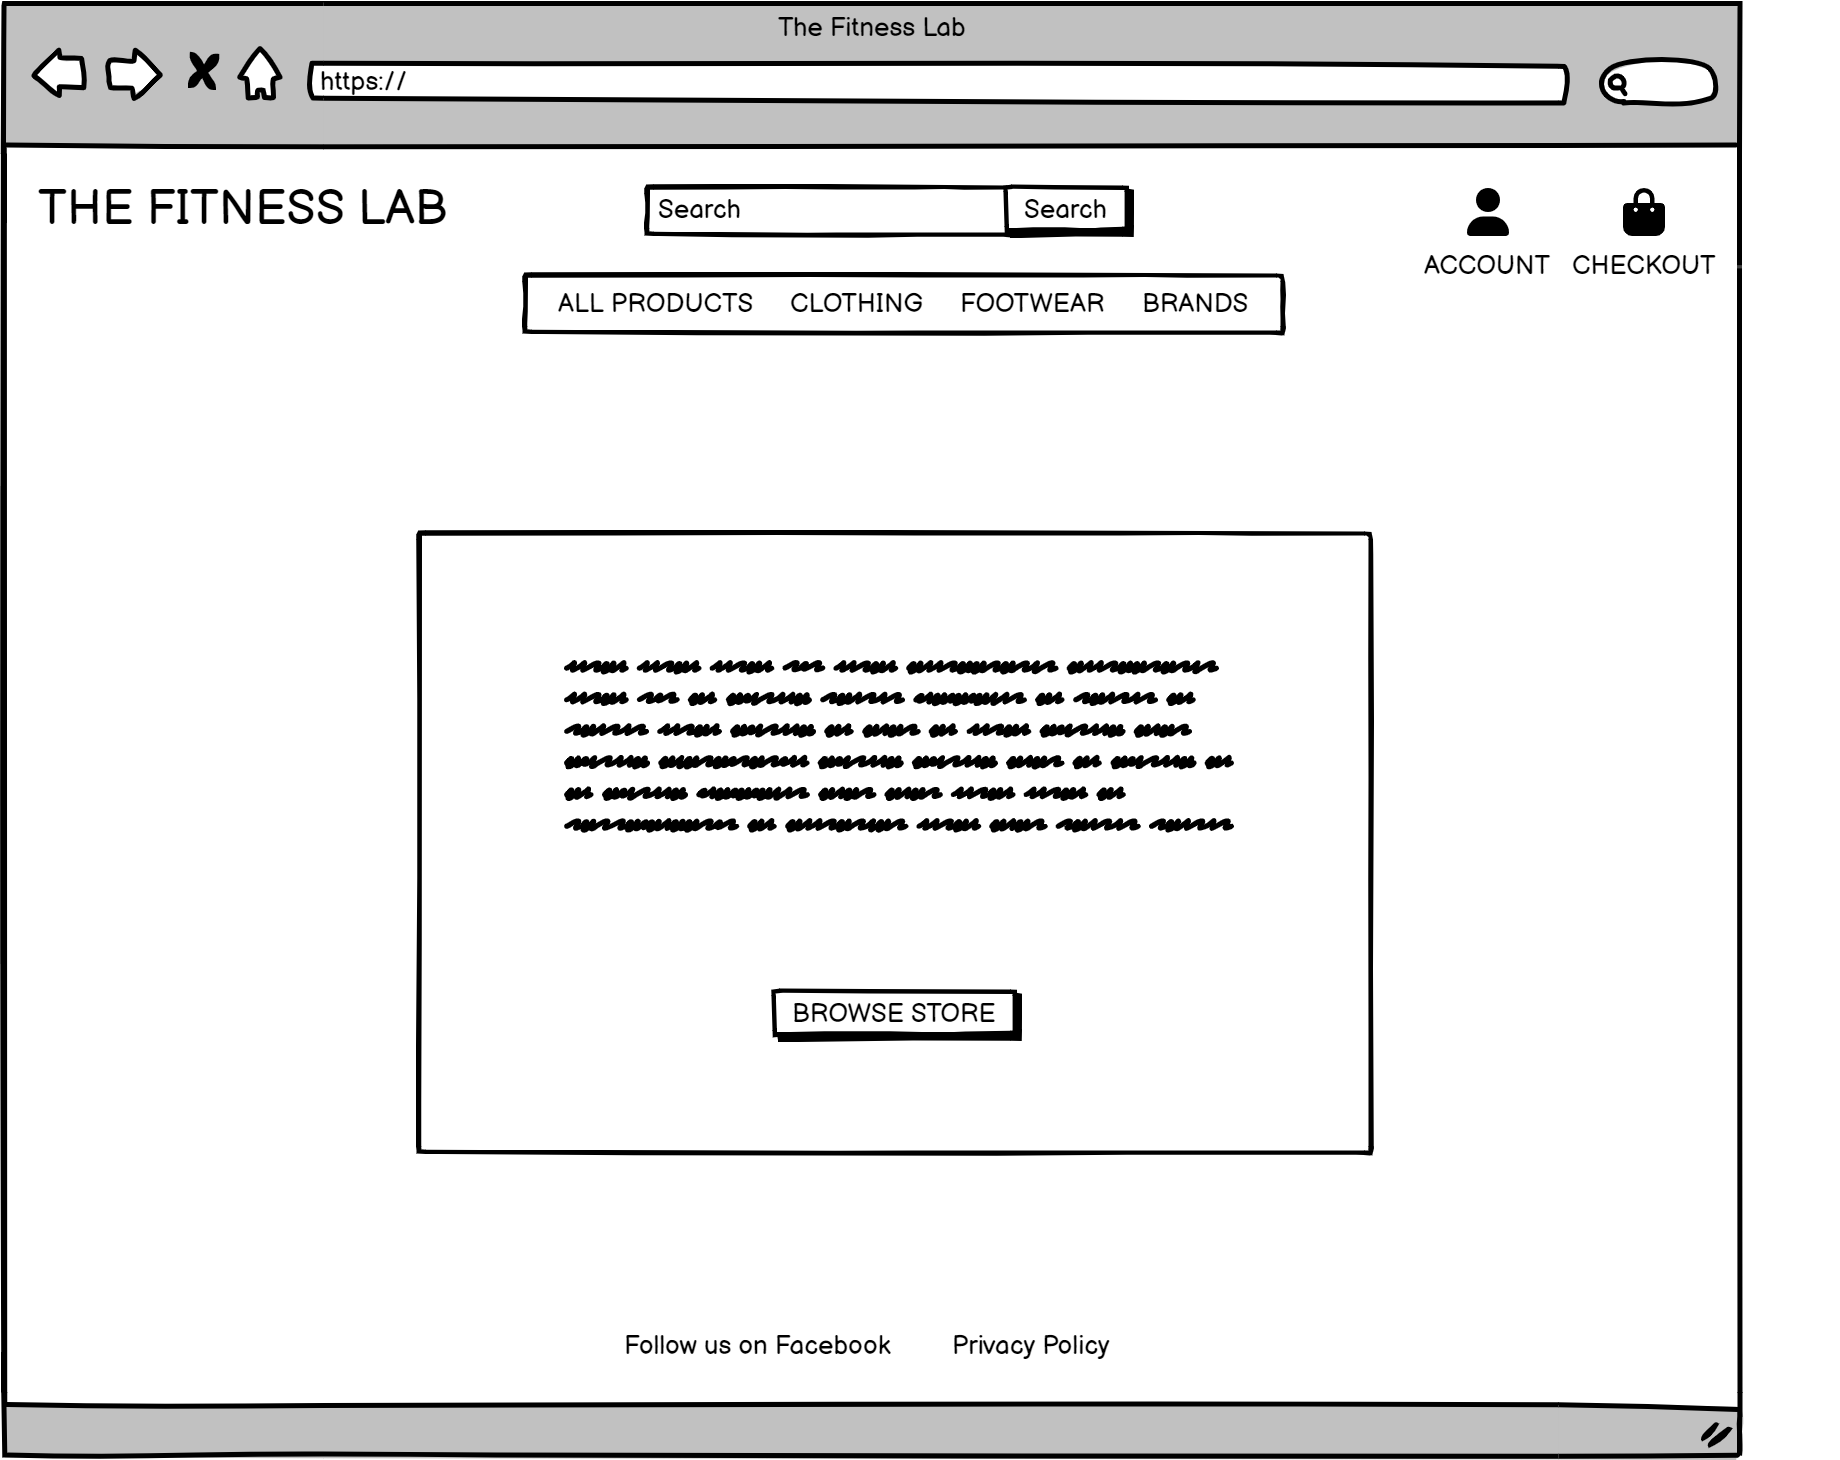 The Fitness Lab
https://
THE FITNESS LAB
Search
Search
ACCOUNT
CHECKOUT
ALL PRODUCTS CLOTHING FOOTWEAR BRANDS
BROWSE STORE
Follow us on Facebook
Privacy Policy